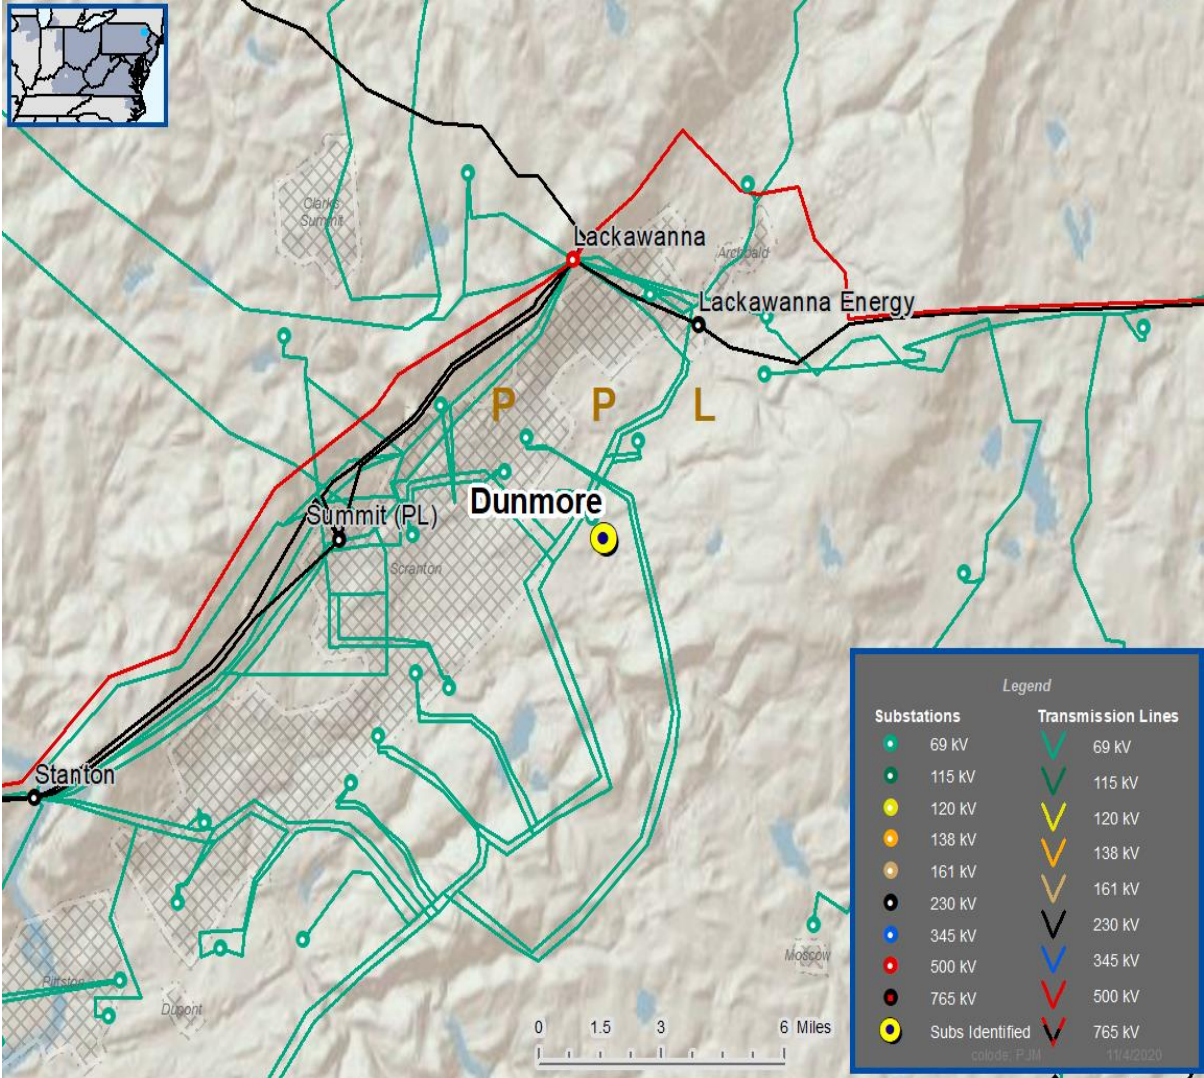 Clarks
Summit
Lackawanna
Archbald
Lackawanna Energy
P P L
Dunmore
Summit (PL)
Scranton
Stanton
Pittston
Dupont
Moscow
0 1.5 3 6 Miles
Legend
Substations Transmission Lines
69 kV 69 kV
115 kV 115 kV
120 kV 120 kV
138 kV 138 kV
161 kV 161 kV
230 kV 230 kV
345 kV 345 kV
500 kV 500 kV
765 kV 765 kV
Subs Identified
colode; PJM 11/4/2020